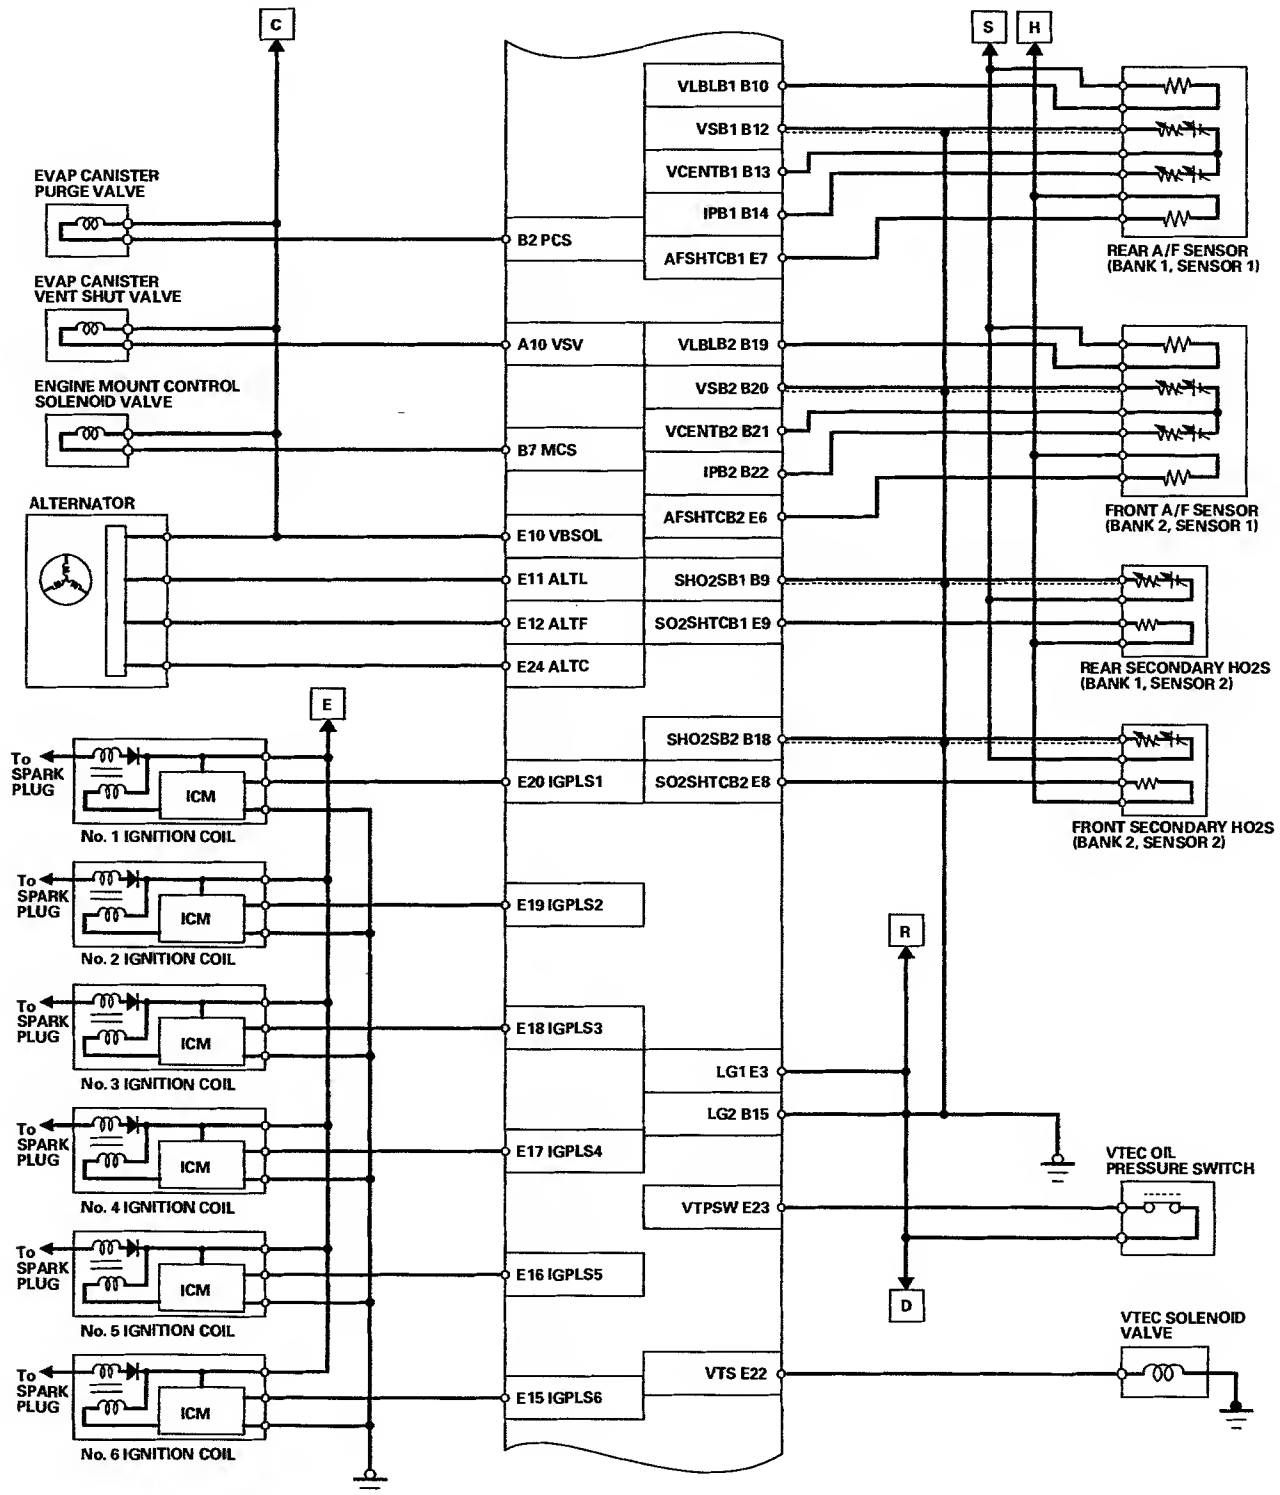 C
S
H
EVAP CANISTER
PURGE VALVE
EVAP CANISTER
VENT SHUT VALVE
ENGINE MOUNT CONTROL
SOLENOID VALVE
ALTERNATOR
B2 PCS
A10 VSV
B7 MCS
E10 VBSOL
E11 ALTL
E12 ALTF
E24 ALTC
VLBLB1 B10
VSB1 B12
VCENTB1 B13
IPB1 B14
AFSHTCB1 E7
VLBLB2 B19
VSB2 B20
VCENTB2 B21
IPB2 B22
AFSHTCB2 E6
SHO2SB1 B9
SO2SHTCB1 E9
SHO2SB2 B18
SO2SHTCB2 E8
REAR A/F SENSOR
(BANK 1, SENSOR 1)
FRONT A/F SENSOR
(BANK 2, SENSOR 1)
REAR SECONDARY HO2S
(BANK 1, SENSOR 2)
FRONT SECONDARY HO2S
(BANK 2, SENSOR 2)
E
To
SPARK
PLUG
ICM
No. 1 IGNITION COIL
E20 IGPLS1
To
SPARK
PLUG
ICM
No. 2 IGNITION COIL
E19 IGPLS2
To
SPARK
PLUG
ICM
No. 3 IGNITION COIL
E18 IGPLS3
To
SPARK
PLUG
ICM
No. 4 IGNITION COIL
E17 IGPLS4
To
SPARK
PLUG
ICM
No. 5 IGNITION COIL
E16 IGPLS5
To
SPARK
PLUG
ICM
No. 6 IGNITION COIL
E15 IGPLS6
R
LG1 E3
LG2 B15
VTPSW E23
D
VTS E22
VTEC OIL
PRESSURE SWITCH
VTEC SOLENOID
VALVE